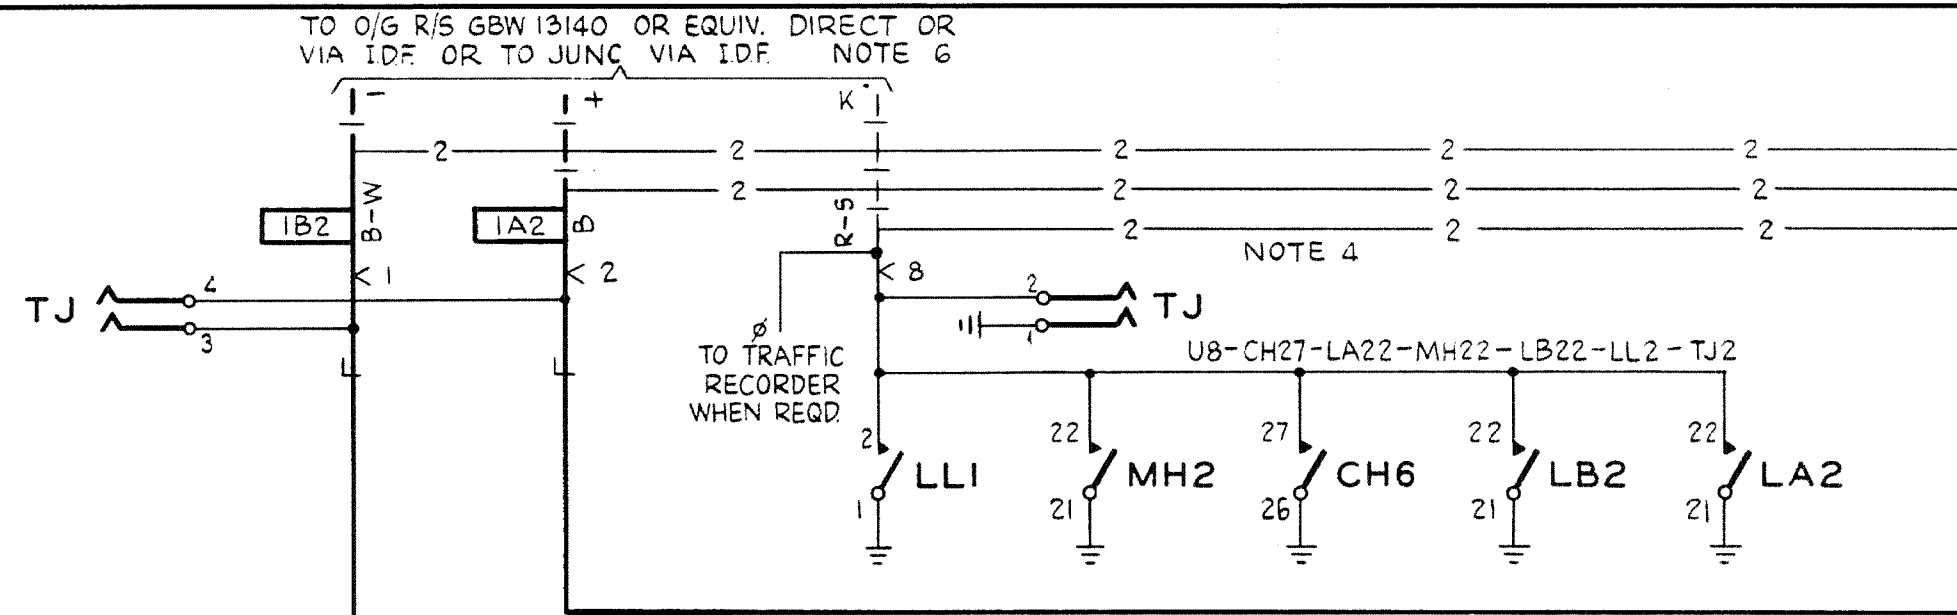 TO O/G R/S GBW 13140 OR EQUIV. DIRECT OR
VIA I.D.F. OR TO JUNC VIA I.D.F. NOTE 6
- + K
2 2 2 2 2
2 2 2 2
B-W B R-S
1B2 1A2
2 2 2
NOTE 4
1 2 8
TJ 4 3
2 1 TJ
TO TRAFFIC
RECORDER
WHEN REQD.
U8-CH27-LA22-MH22-LB22-LL2-TJ2
2 22 27 22 22
LL1 MH2 CH6 LB2 LA2
1 21 26 21 21